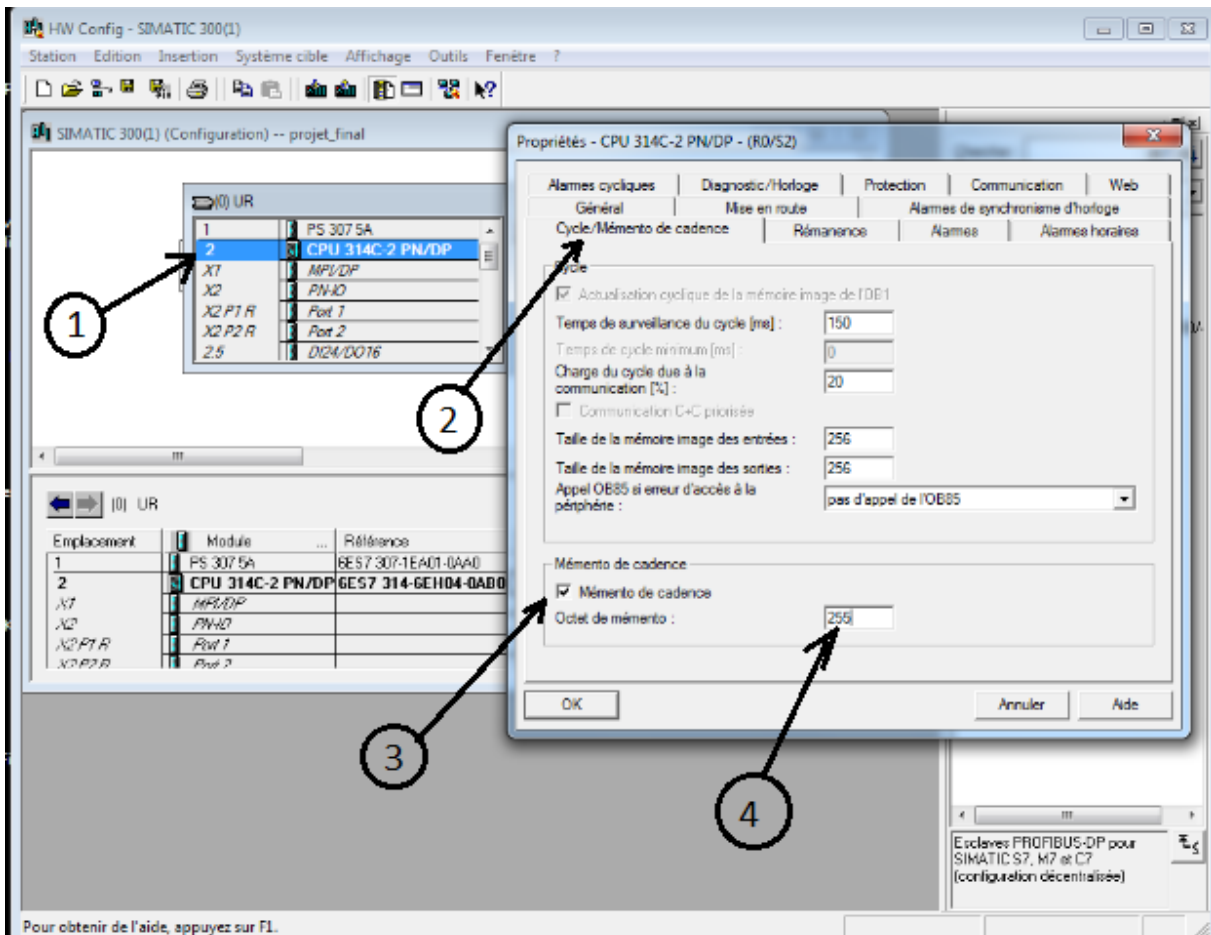 HW Config - SIMATIC 300(1)
Station Edition Insertion Système cible Affichage Outils Fenêtre ?
SIMATIC 300(1) (Configuration) -- projet_final
(0) UR
1 PS 307 5A
2 CPU 314C-2 PN/DP
X1 MPI/DP
X2 PN-IO
X2 P1 R Port 1
X2 P2 R Port 2
2.5 DI24/DO16
1
2
(0) UR
Emplacement Module ... Référence
1 PS 307 5A 6ES7 307-1EA01-0AA0
2 CPU 314C-2 PN/DP 6ES7 314-6EH04-0AB0
X1 MPI/DP
X2 PN-IO
X2 P1 R Port 1
X2 P2 R Port 2
Propriétés - CPU 314C-2 PN/DP - (R0/S2)
Alarmes cycliques Diagnostic/Horloge Protection Communication Web
Général Mise en route Alarmes de synchronisme d'horloge
Cycle/Mémento de cadence Rémanence Alarmes Alarmes horaires
Cycle
Actualisation cyclique de la mémoire image de l'OB1
Temps de surveillance du cycle [ms] : 150
Temps de cycle minimum [ms] : 0
Charge du cycle due à la
communication [%] : 20
Communication C+C priorisée
Taille de la mémoire image des entrées : 256
Taille de la mémoire image des sorties : 256
Appel OB85 si erreur d'accès à la
périphérie : pas d'appel de l'OB85
Mémento de cadence
Mémento de cadence
Octet de mémento : 255
OK Annuler Aide
3
4
Esclaves PROFIBUS-DP pour
SIMATIC S7, M7 et C7
(configuration décentralisée)
Pour obtenir de l'aide, appuyez sur F1.